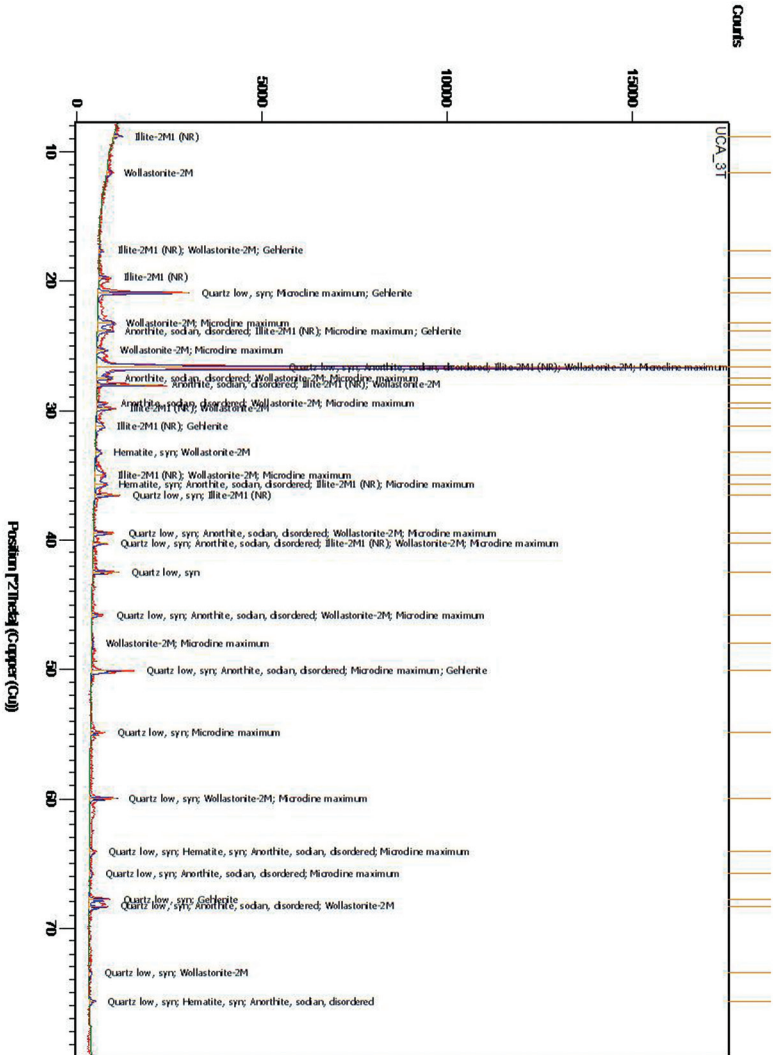 Counts
15000
10000
5000
0
UCA_3T
10
20
30
40
50
60
70
Position [°2Theta] (Copper (Cu))
Illite-2M1 (NR)
Wollastonite-2M
Illite-2M1 (NR); Wollastonite-2M; Gehlenite
Illite-2M1 (NR)
Quartz low, syn; Microcline maximum; Gehlenite
Wollastonite-2M; Microcline maximum
Anorthite, sodian, disordered; Illite-2M1 (NR); Microcline maximum; Gehlenite
Wollastonite-2M; Microcline maximum
Quartz low, syn; Anorthite, sodian, disordered; Illite-2M1 (NR); Wollastonite-2M; Microcline maximum
Anorthite, sodian, disordered; Wollastonite-2M; Microcline maximum
Anorthite, sodian, disordered; Illite-2M1 (NR); Wollastonite-2M
Anorthite, sodian, disordered; Wollastonite-2M; Microcline maximum
Illite-2M1 (NR); Wollastonite-2M
Illite-2M1 (NR); Gehlenite
Hematite, syn; Wollastonite-2M
Illite-2M1 (NR); Wollastonite-2M; Microcline maximum
Hematite, syn; Anorthite, sodian, disordered; Illite-2M1 (NR); Microcline maximum
Quartz low, syn; Illite-2M1 (NR)
Quartz low, syn; Anorthite, sodian, disordered; Wollastonite-2M; Microcline maximum
Quartz low, syn; Anorthite, sodian, disordered; Illite-2M1 (NR); Wollastonite-2M; Microcline maximum
Quartz low, syn
Quartz low, syn; Anorthite, sodian, disordered; Wollastonite-2M; Microcline maximum
Wollastonite-2M; Microcline maximum
Quartz low, syn; Anorthite, sodian, disordered; Microcline maximum; Gehlenite
Quartz low, syn; Microcline maximum
Quartz low, syn; Wollastonite-2M; Microcline maximum
Quartz low, syn; Hematite, syn; Anorthite, sodian, disordered; Microcline maximum
Quartz low, syn; Anorthite, sodian, disordered; Microcline maximum
Quartz low, syn; Gehlenite
Quartz low, syn; Anorthite, sodian, disordered; Wollastonite-2M
Quartz low, syn; Wollastonite-2M
Quartz low, syn; Hematite, syn; Anorthite, sodian, disordered